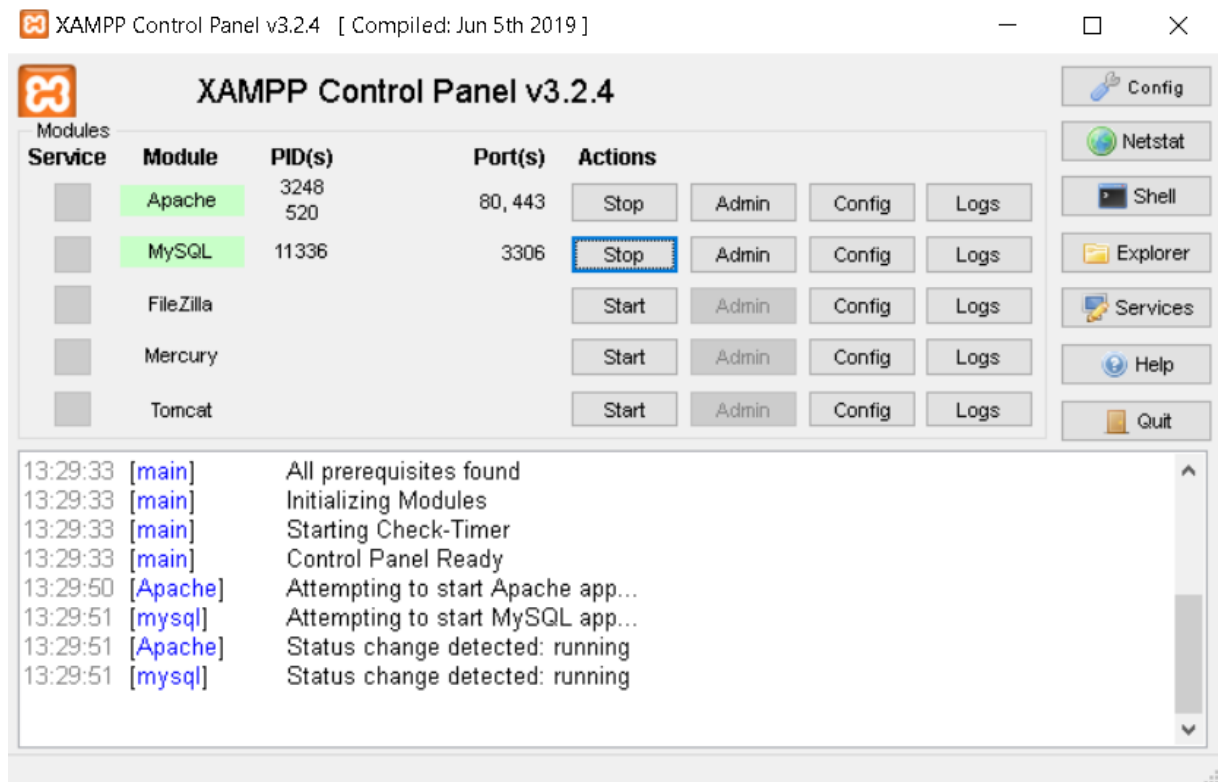 XAMPP Control Panel v3.2.4 [ Compiled: Jun 5th 2019 ]
XAMPP Control Panel v3.2.4
Config
Modules
Netstat
Service Module PID(s) Port(s) Actions
Apache 3248 520 80, 443 Stop Admin Config Logs
Shell
MySQL 11336 3306 Stop Admin Config Logs
Explorer
FileZilla Start Admin Config Logs
Services
Mercury Start Admin Config Logs
Help
Tomcat Start Admin Config Logs
Quit
13:29:33 [main] All prerequisites found
13:29:33 [main] Initializing Modules
13:29:33 [main] Starting Check-Timer
13:29:33 [main] Control Panel Ready
13:29:50 [Apache] Attempting to start Apache app...
13:29:51 [mysql] Attempting to start MySQL app...
13:29:51 [Apache] Status change detected: running
13:29:51 [mysql] Status change detected: running